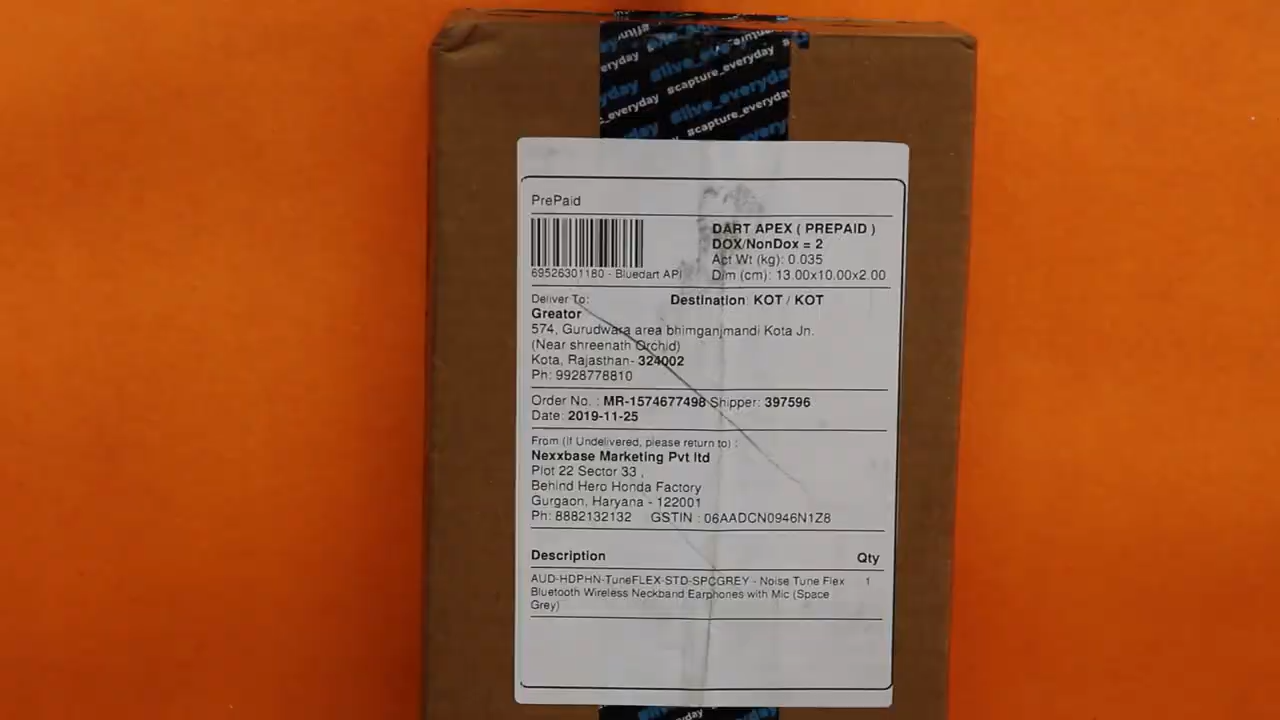 eryday
#live_everyday
#capture_everyday
#live_everyday
_everyday
#capture_everyday
PrePaid
69526301180 - Bluedart API
DART APEX ( PREPAID )
DOX/NonDox = 2
Act Wt (kg): 0.035
Dim (cm): 13.00x10.00x2.00
Deliver To:
Destination: KOT / KOT
Greator
574, Gurudwara area bhimganjmandi Kota Jn.
(Near shreenath Orchid)
Kota, Rajasthan- 324002
Ph: 9928778810
Order No. : MR-1574677498 Shipper: 397596
Date: 2019-11-25
From (If Undelivered, please return to) :
Nexxbase Marketing Pvt ltd
Plot 22 Sector 33 ,
Behind Hero Honda Factory
Gurgaon, Haryana - 122001
Ph: 8882132132 GSTIN : 06AADCN0946N1Z8
Description Qty
AUD-HDPHN-TuneFLEX-STD-SPCGREY - Noise Tune Flex 1
Bluetooth Wireless Neckband Earphones with Mic (Space
Grey)